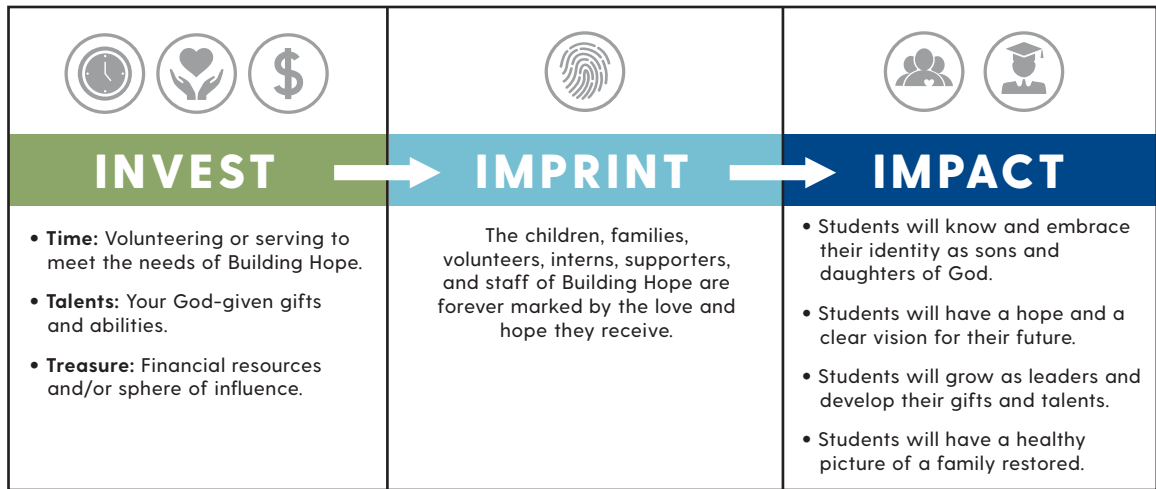 INVEST
• Time: Volunteering or serving to
meet the needs of Building Hope.
• Talents: Your God-given gifts
and abilities.
• Treasure: Financial resources
and/or sphere of influence.
IMPRINT
The children, families,
volunteers, interns, supporters,
and staff of Building Hope are
forever marked by the love and
hope they receive.
IMPACT
• Students will know and embrace
their identity as sons and
daughters of God.
• Students will have a hope and a
clear vision for their future.
• Students will grow as leaders and
develop their gifts and talents.
• Students will have a healthy
picture of a family restored.